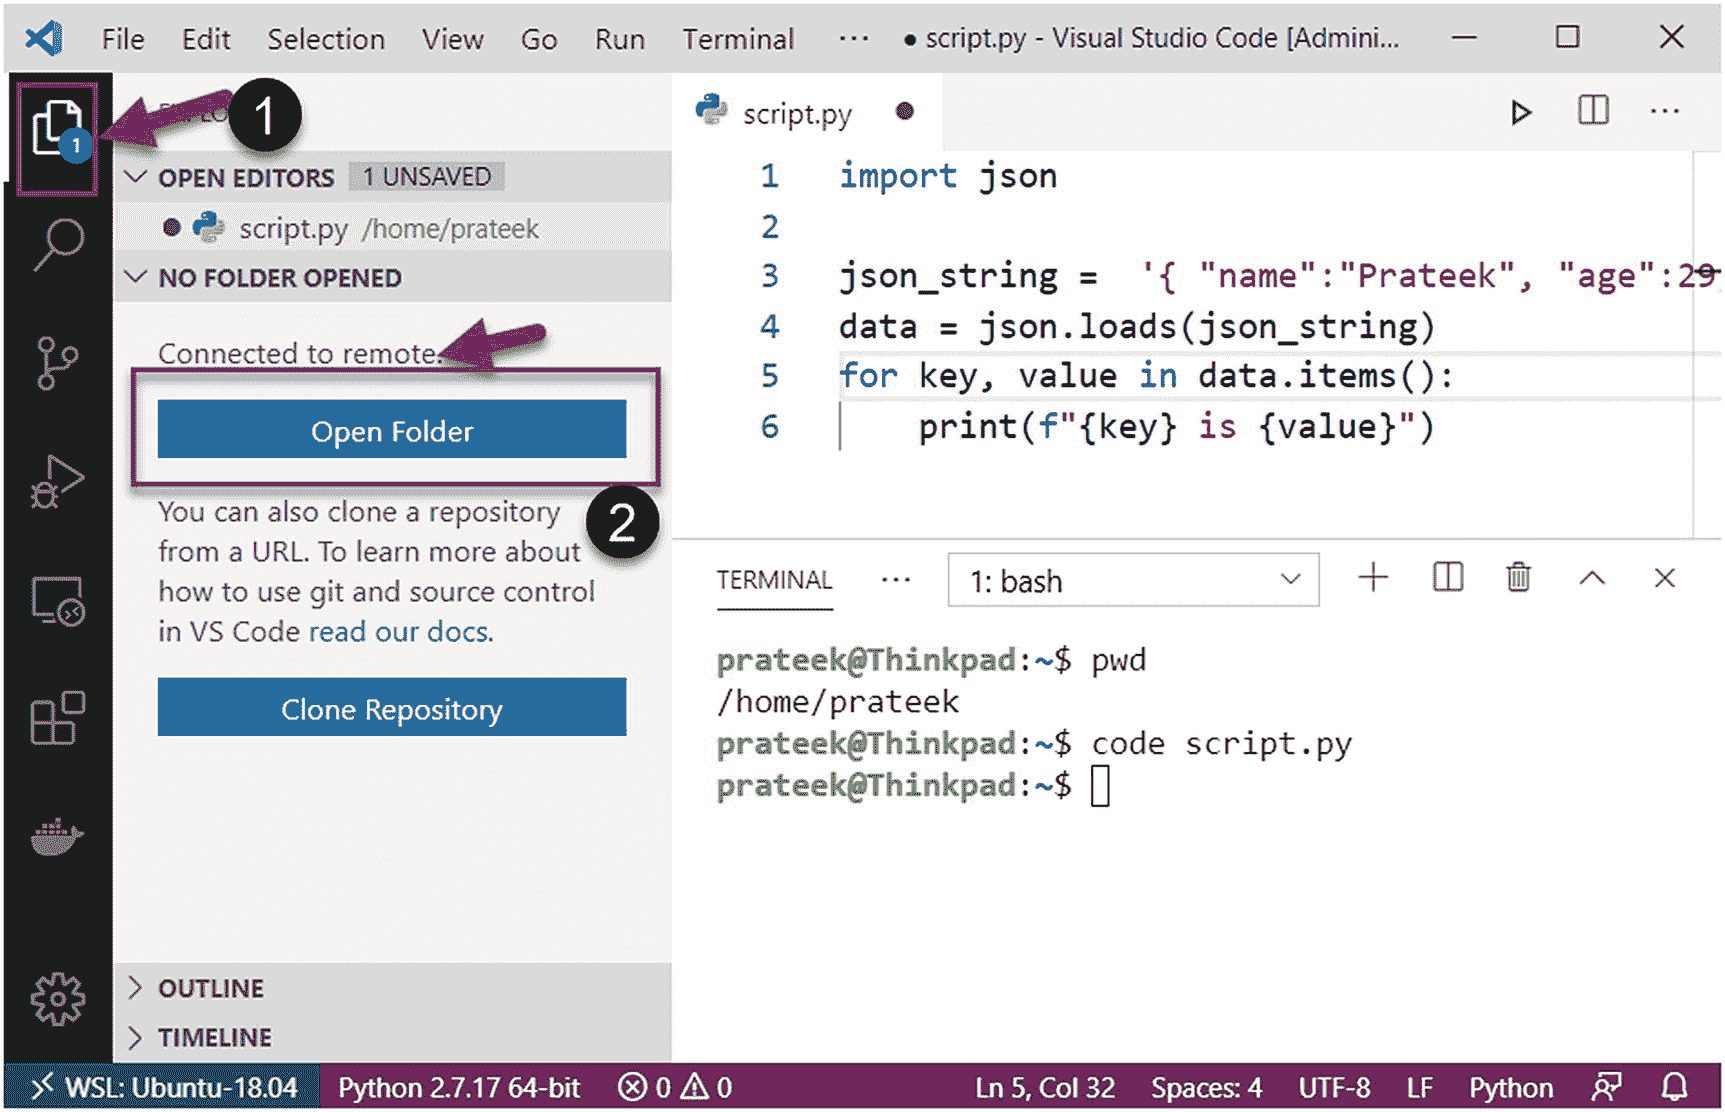 File Edit Selection View Go Run Terminal ··· ● script.py - Visual Studio Code [Admini...
1
1
OPEN EDITORS 1 UNSAVED
script.py /home/prateek
NO FOLDER OPENED
Connected to remote.
Open Folder
2
You can also clone a repository
from a URL. To learn more about
how to use git and source control
in VS Code read our docs.
Clone Repository
OUTLINE
TIMELINE
script.py
1 import json
2
3 json_string = '{ "name":"Prateek", "age":29
4 data = json.loads(json_string)
5 for key, value in data.items():
6 print(f"{key} is {value}")
TERMINAL ··· 1: bash
prateek@Thinkpad:~$ pwd
/home/prateek
prateek@Thinkpad:~$ code script.py
prateek@Thinkpad:~$
WSL: Ubuntu-18.04 Python 2.7.17 64-bit 0 0 Ln 5, Col 32 Spaces: 4 UTF-8 LF Python